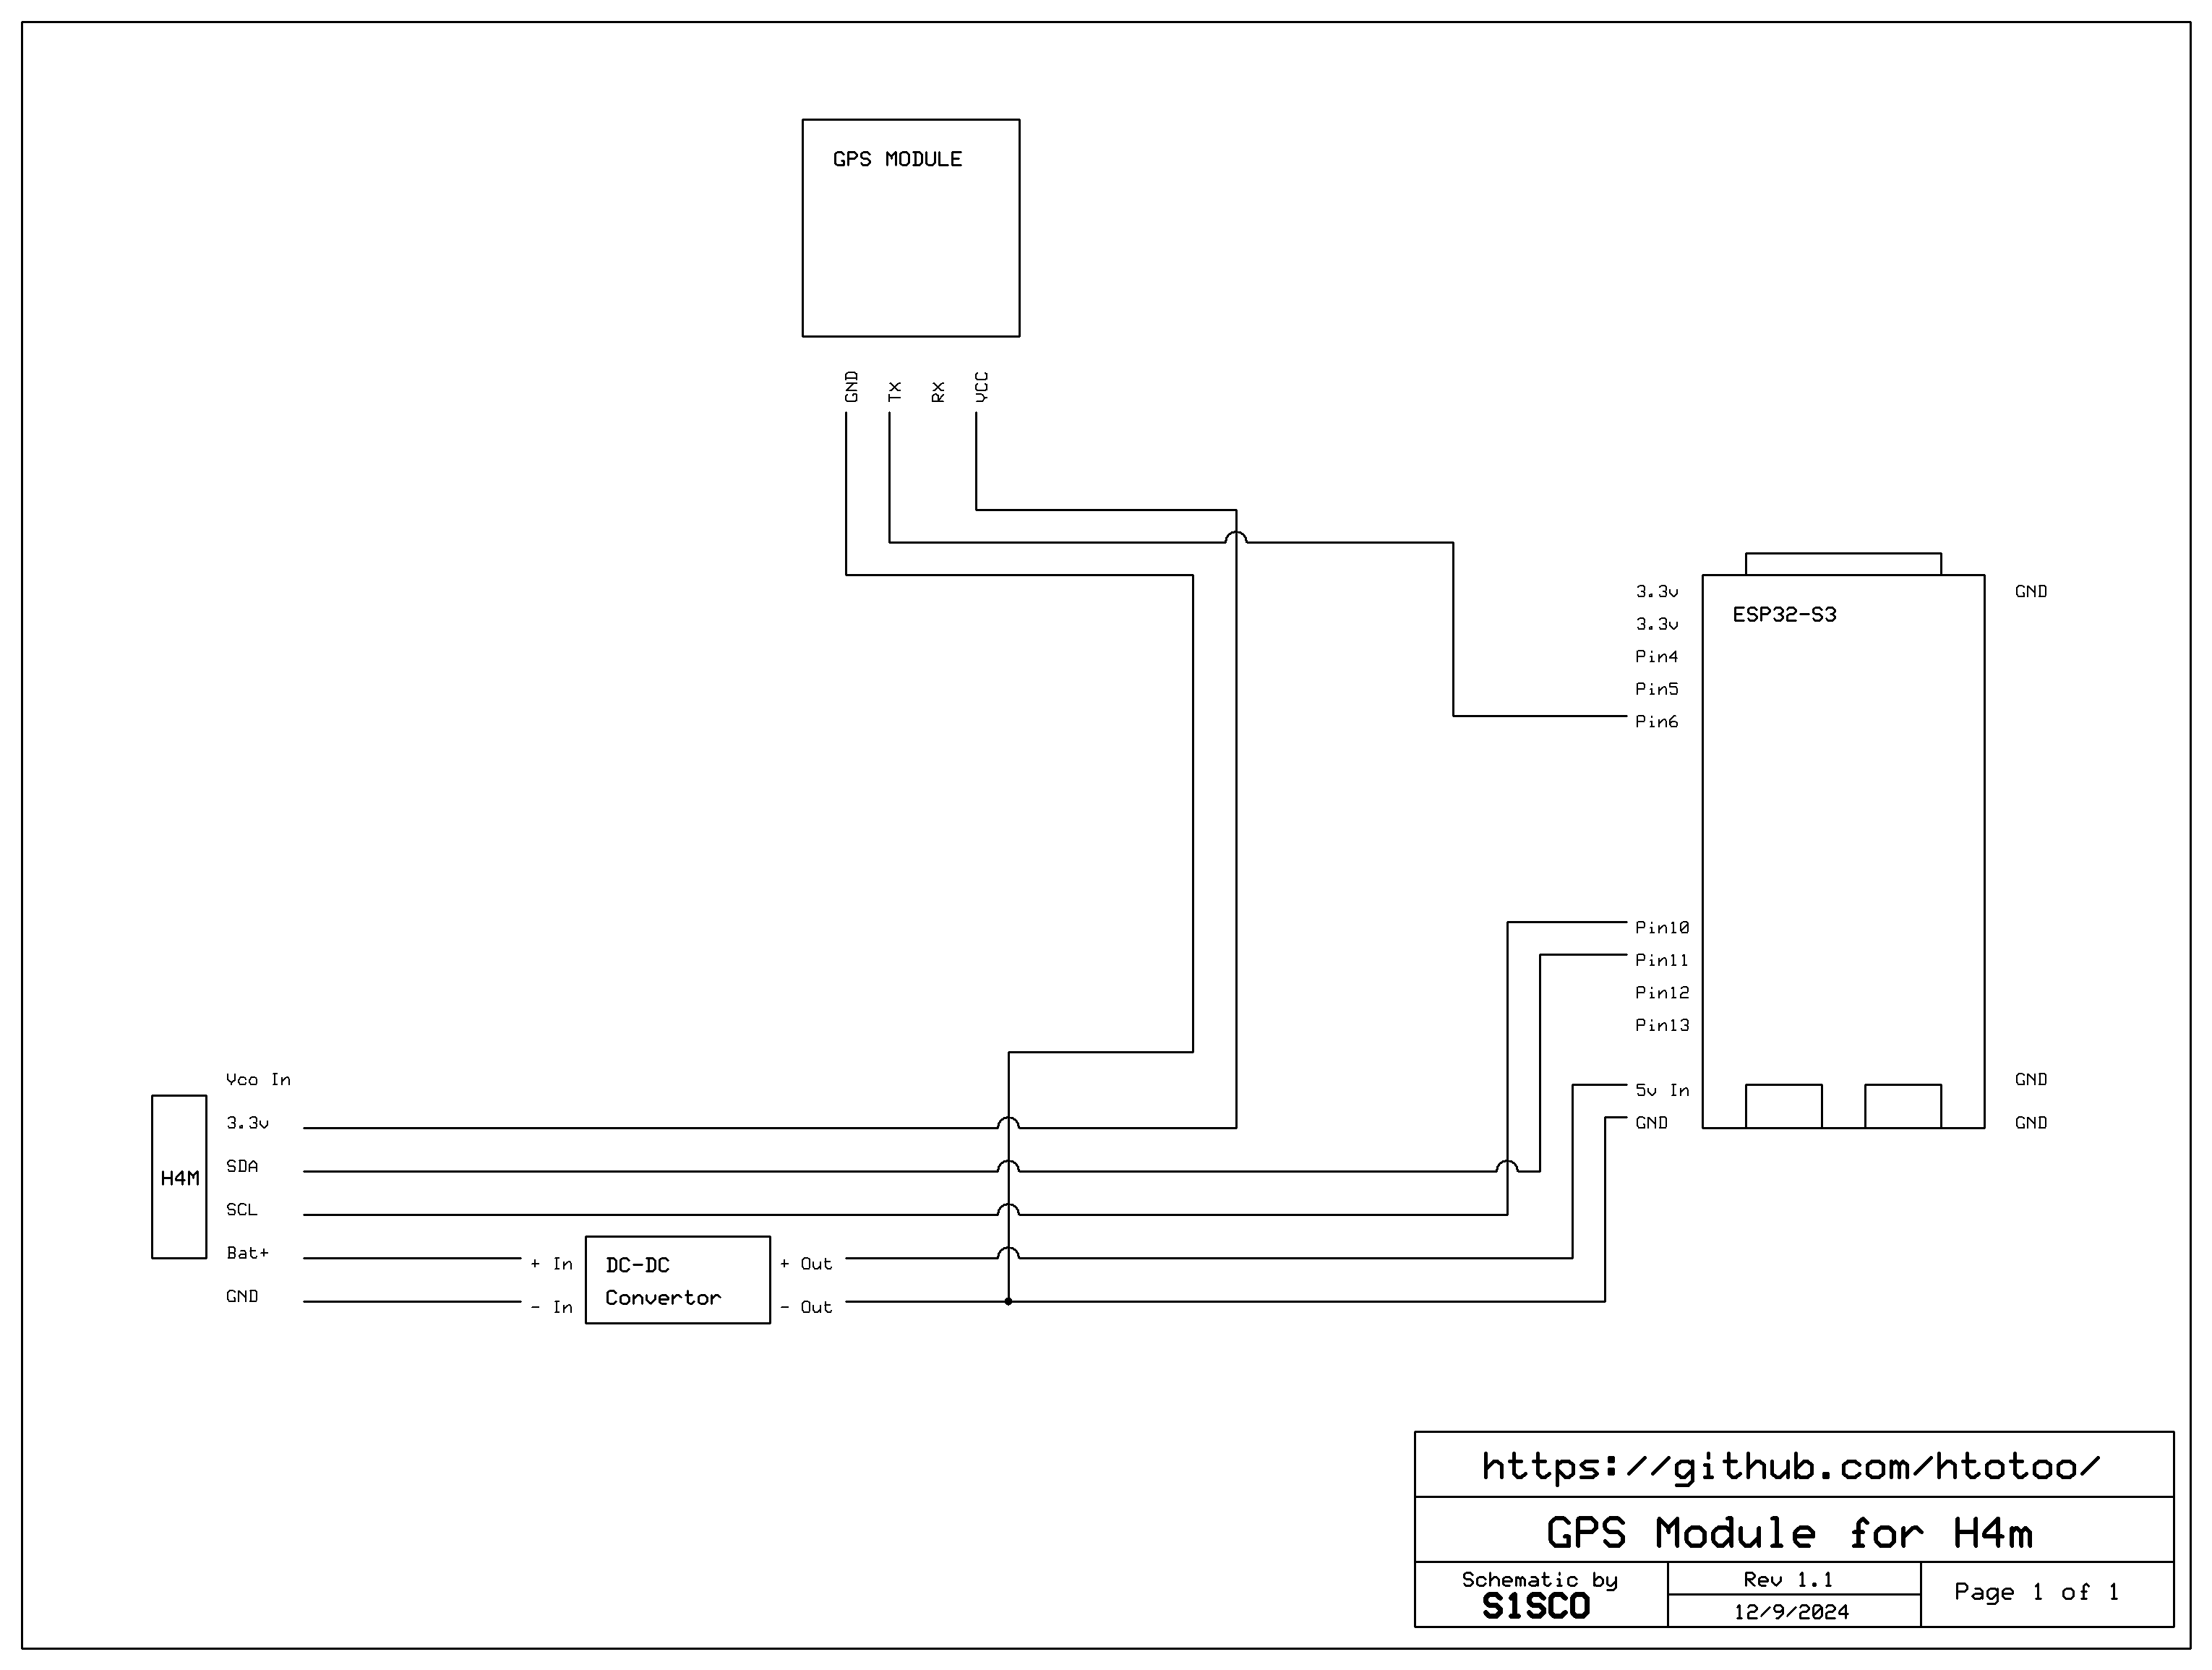 GPS MODULE
GND
TX
RX
VCC
3.3v
GND
ESP32-S3
3.3v
Pin4
Pin5
Pin6
Pin10
Pin11
Pin12
Pin13
5v In
GND
GND
GND
Vco In
3.3v
SDA
H4M
SCL
Bat+
GND
+ In
- In
DC-DC
Convertor
+ Out
- Out
https://github.com/htotoo/
GPS Module for H4m
Schematic by
S1SCO
Rev 1.1
12/9/2024
Page 1 of 1